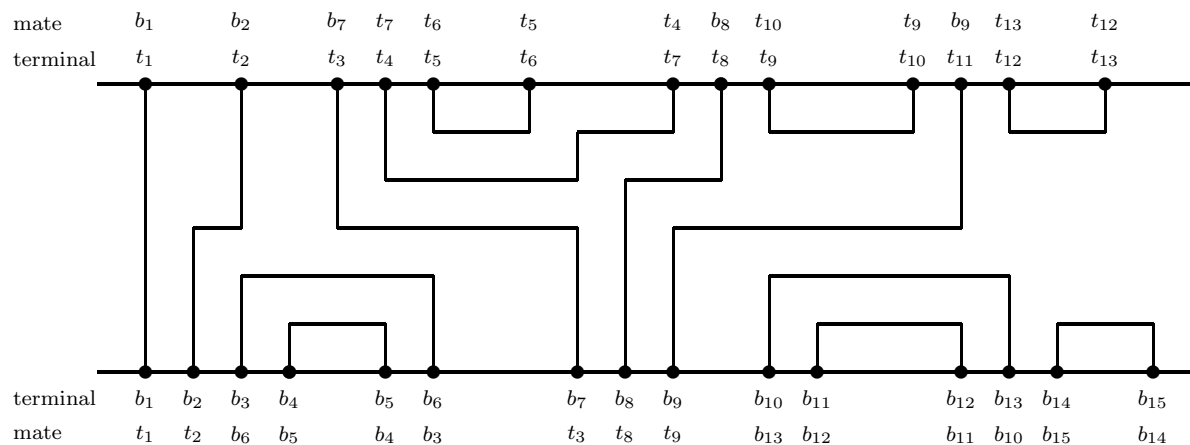 mate b₁ b₂ b₇ t₇ t₆ t₅ t₄ b₈ t₁₀ t₉ b₉ t₁₃ t₁₂
terminal t₁ t₂ t₃ t₄ t₅ t₆ t₇ t₈ t₉ t₁₀ t₁₁ t₁₂ t₁₃
terminal b₁ b₂ b₃ b₄ b₅ b₆ b₇ b₈ b₉ b₁₀ b₁₁ b₁₂ b₁₃ b₁₄ b₁₅
mate t₁ t₂ b₆ b₅ b₄ b₃ t₃ t₈ t₉ b₁₃ b₁₂ b₁₁ b₁₀ b₁₅ b₁₄